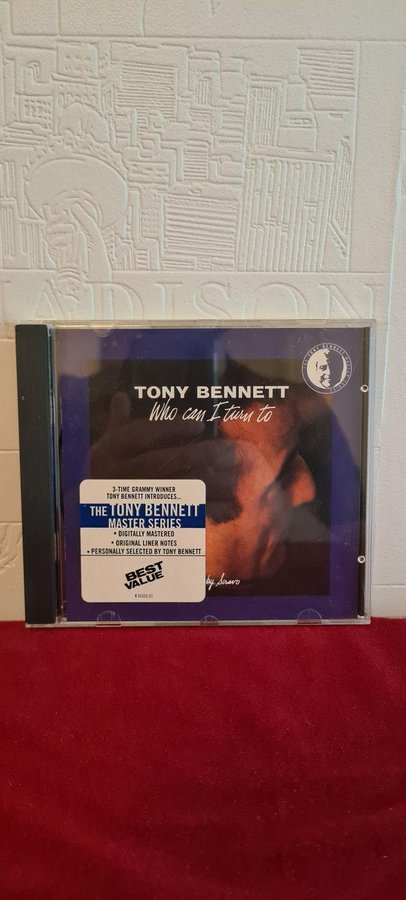 MADISON
TONY BENNETT
Who can I turn to
3-TIME GRAMMY WINNER
TONY BENNETT INTRODUCES...
THE TONY BENNETT
MASTER SERIES
• DIGITALLY MASTERED
• ORIGINAL LINER NOTES
• PERSONALLY SELECTED BY TONY BENNETT
BEST
VALUE